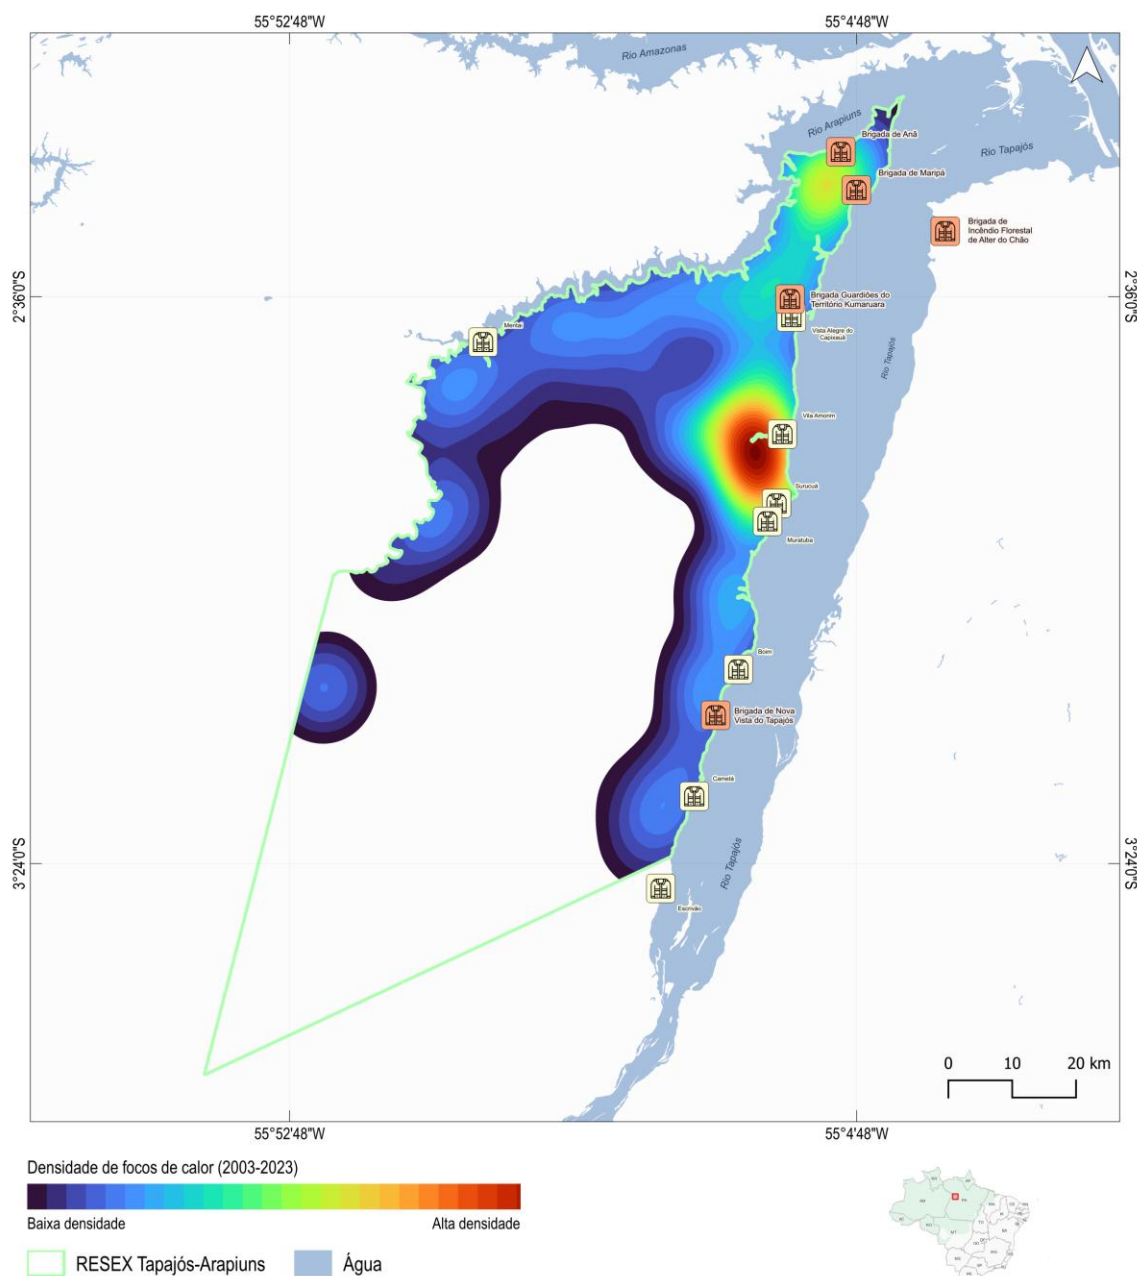 55°52'48"W
55°4'48"W
Rio Amazonas
Rio Arapiuns
Brigada de Anã
Rio Tapajós
Brigada de Maripá
Brigada de
Incêndio Florestal
de Alter do Chão
2°36'0"S
2°36'0"S
Brigada Guardiões do
Território Kumaruara
Mentai
Vista Alegre do
Capixauã
Rio Tapajós
Vila Amorim
Surucuá
Muratuba
Boim
Brigada de Nova
Vista do Tapajós
Cametá
Rio Tapajós
3°24'0"S
3°24'0"S
Escrivão
0 10 20 km
55°52'48"W
55°4'48"W
Densidade de focos de calor (2003-2023)
Baixa densidade
Alta densidade
RESEX Tapajós-Arapiuns
Água